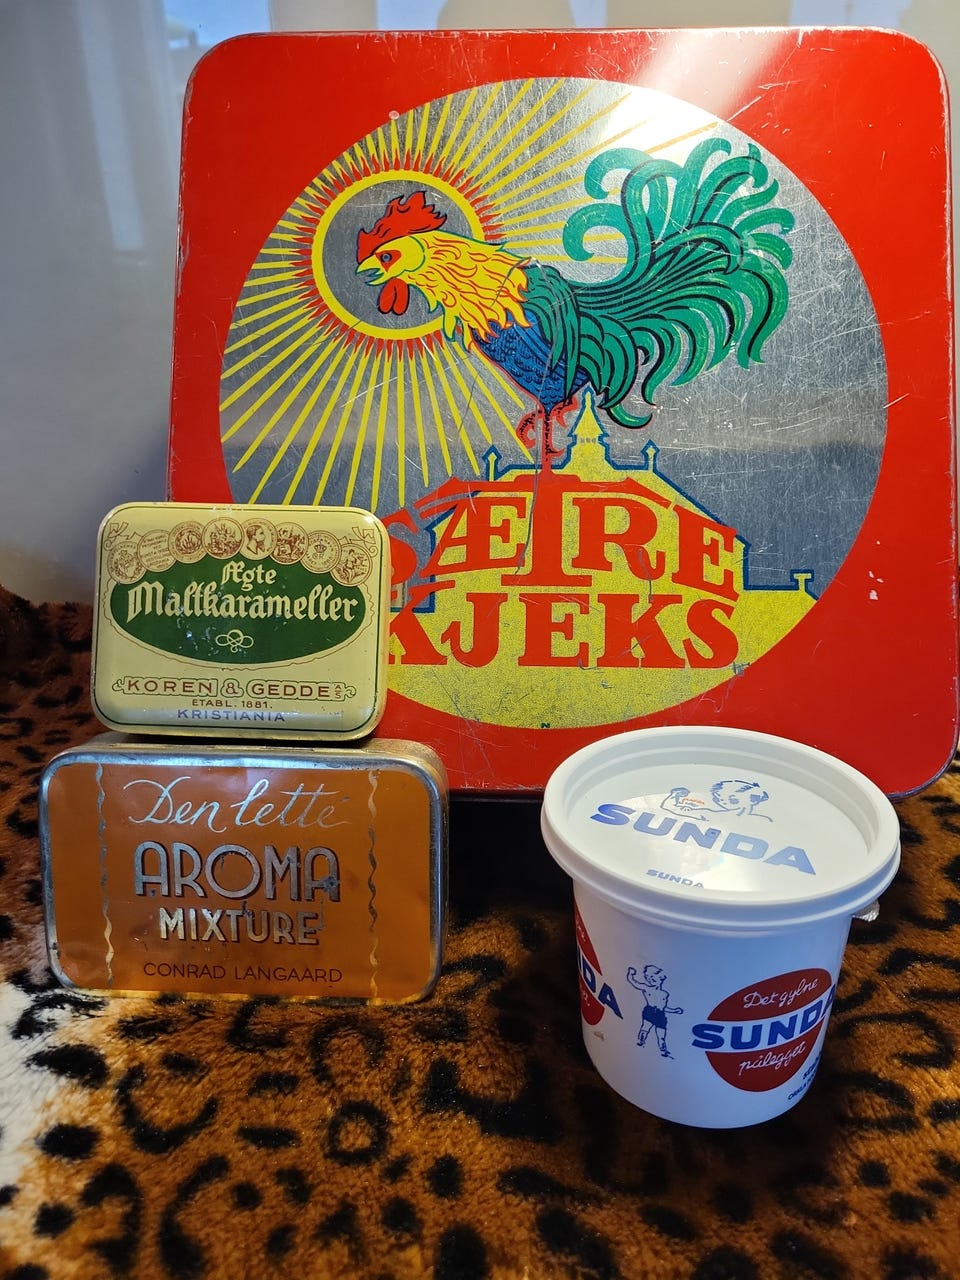 SÆTRE
KJEKS
Ægte
Maltkarameller
KOREN & GEDDE A/S
ETABL. 1881.
KRISTIANIA
Den lette
AROMA
MIXTURE
CONRAD LANGAARD
SUNDA
SUNDA
Det gylne
SUNDA
pålegget